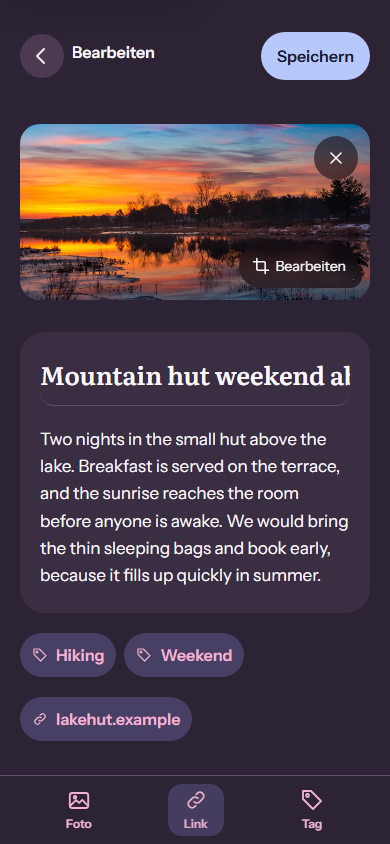 Bearbeiten
Speichern
Bearbeiten
Mountain hut weekend
Two nights in the small hut above the
lake. Breakfast is served on the terrace,
and the sunrise reaches the room
before anyone is awake. We would bring
the thin sleeping bags and book early,
because it fills up quickly in summer.
Hiking
Weekend
lakehut.example
Foto
Link
Tag